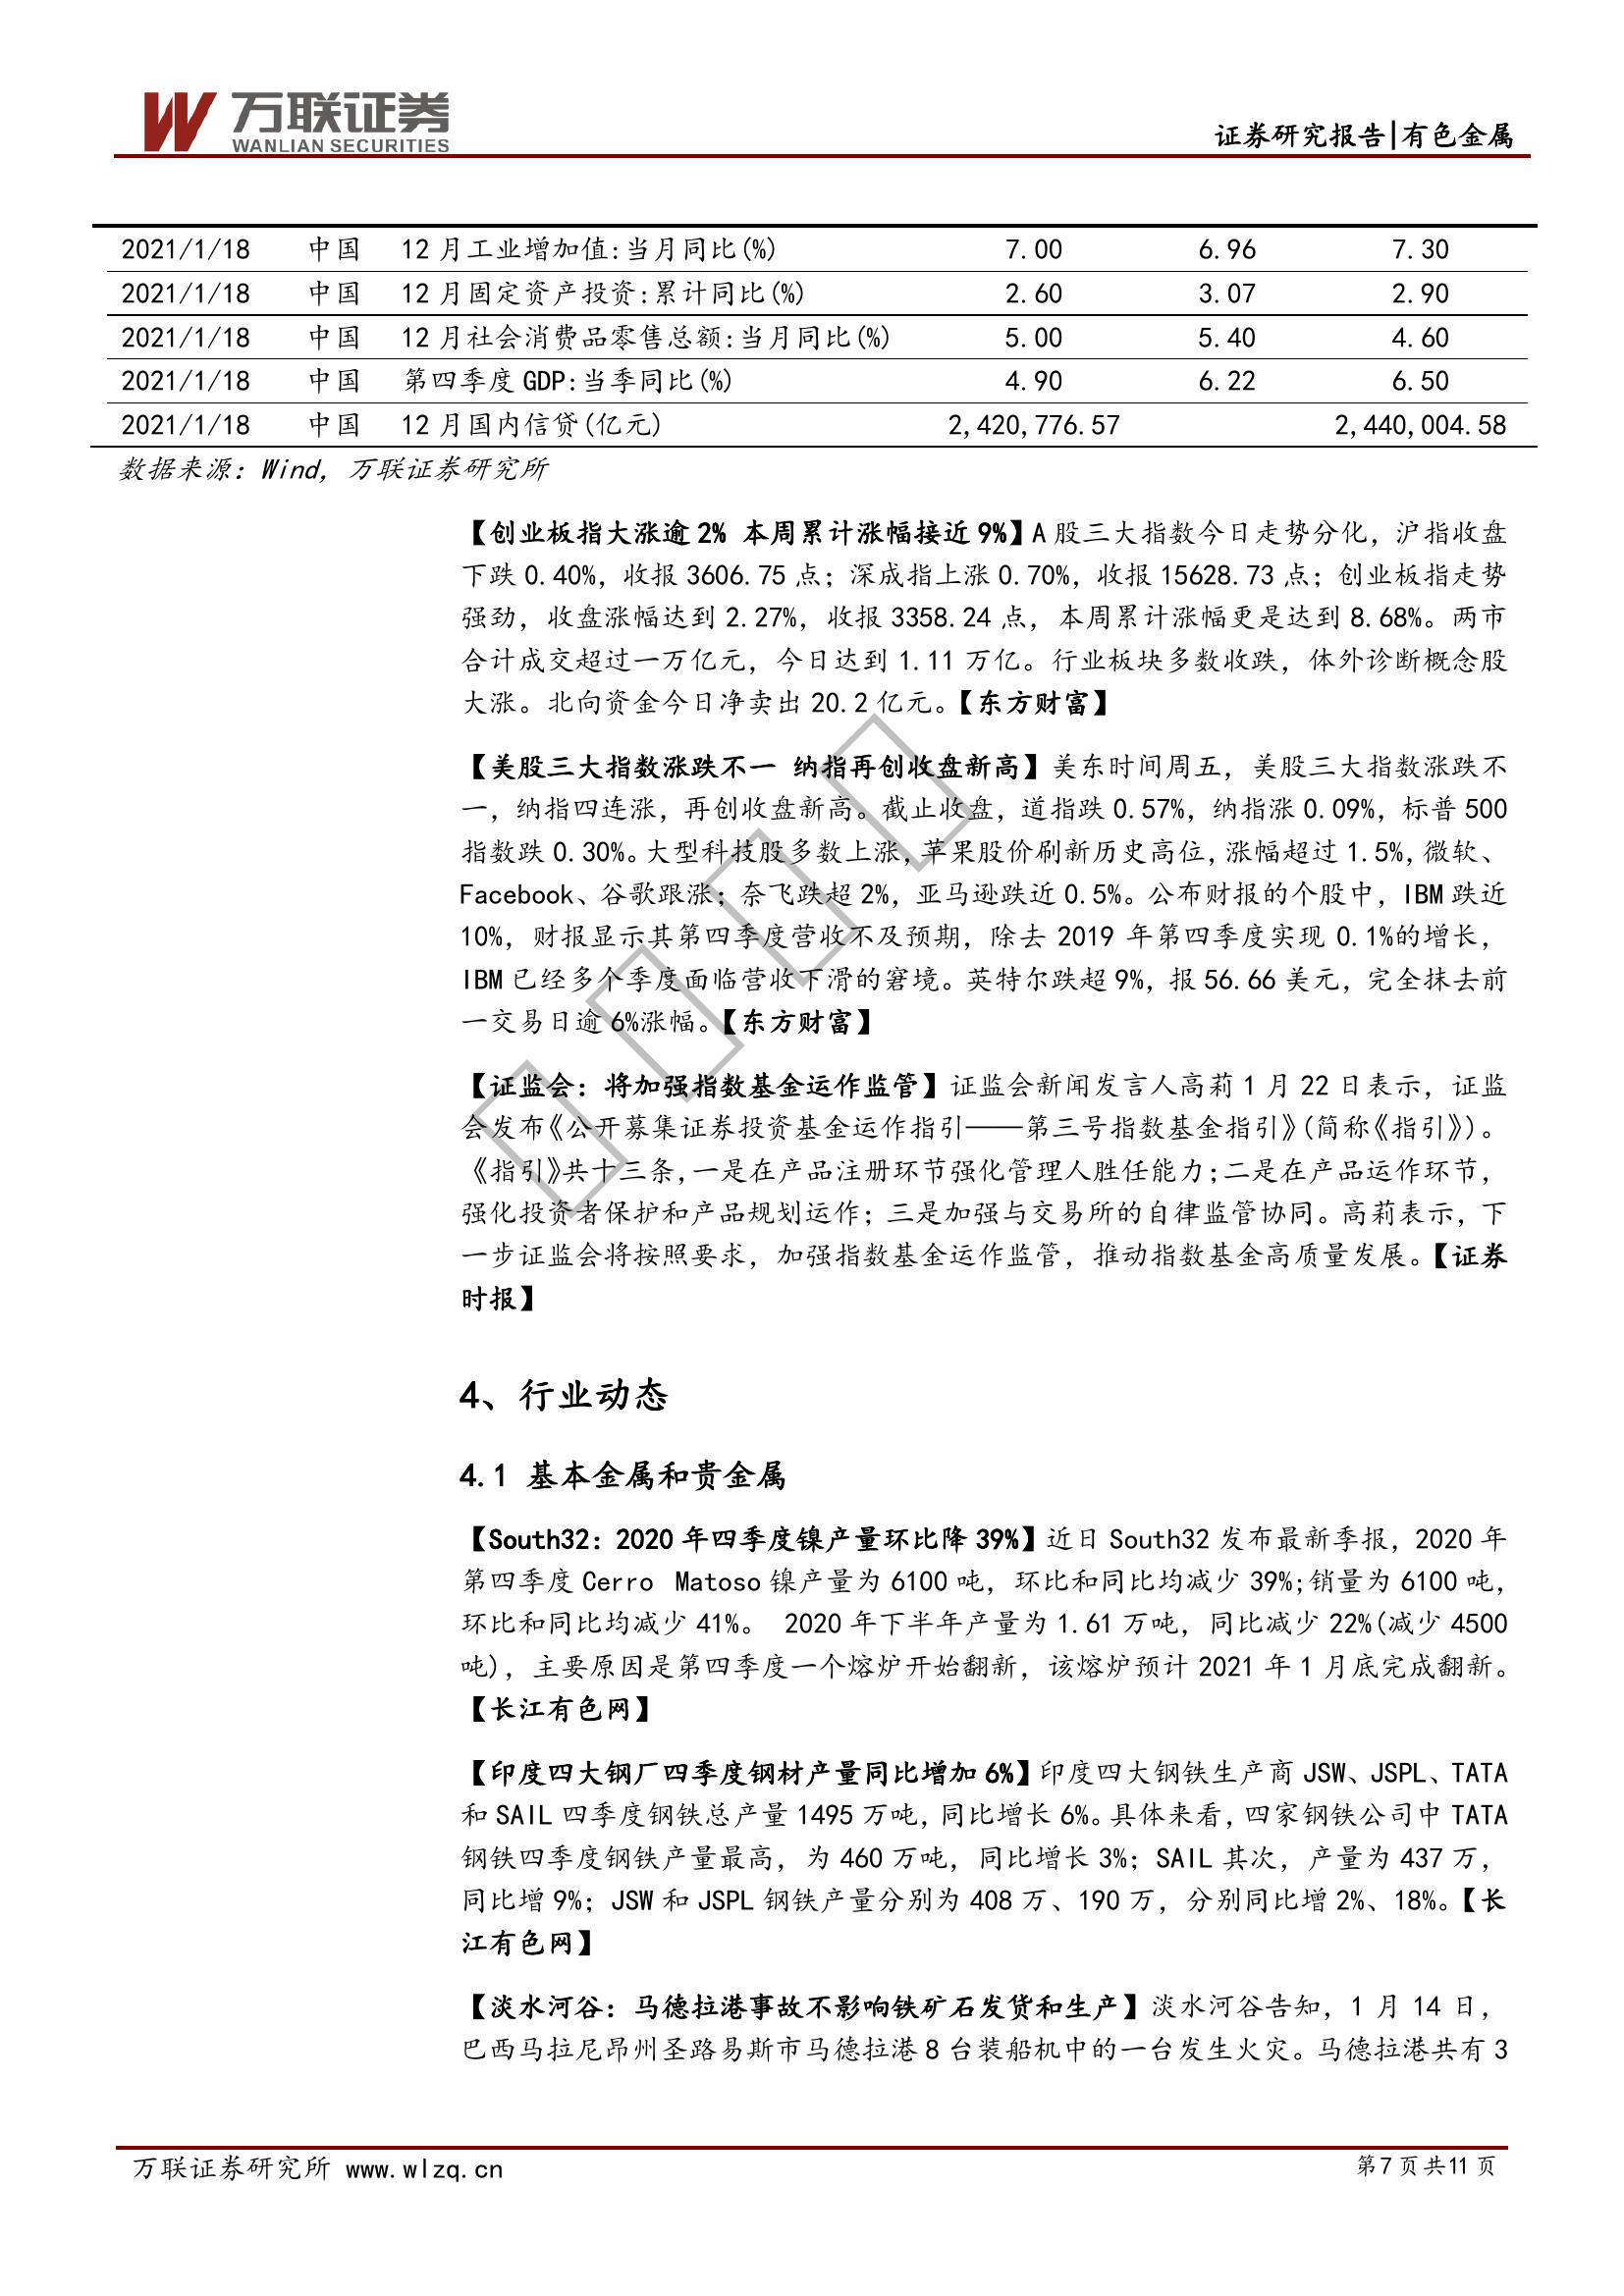 万联证券
WANLIAN SECURITIES
证券研究报告|有色金属
2021/1/18 中国 12月工业增加值:当月同比(%) 7.00 6.96 7.30
2021/1/18 中国 12月固定资产投资:累计同比(%) 2.60 3.07 2.90
2021/1/18 中国 12月社会消费品零售总额:当月同比(%) 5.00 5.40 4.60
2021/1/18 中国 第四季度GDP:当季同比(%) 4.90 6.22 6.50
2021/1/18 中国 12月国内信贷(亿元) 2,420,776.57 2,440,004.58
数据来源：Wind，万联证券研究所
【创业板指大涨逾2% 本周累计涨幅接近9%】A股三大指数今日走势分化，沪指收盘
下跌0.40%，收报3606.75点；深成指上涨0.70%，收报15628.73点；创业板指走势
强劲，收盘涨幅达到2.27%，收报3358.24点，本周累计涨幅更是达到8.68%。两市
合计成交超过一万亿元，今日达到1.11万亿。行业板块多数收跌，体外诊断概念股
大涨。北向资金今日净卖出20.2亿元。【东方财富】
【美股三大指数涨跌不一 纳指再创收盘新高】美东时间周五，美股三大指数涨跌不
一，纳指四连涨，再创收盘新高。截止收盘，道指跌0.57%，纳指涨0.09%，标普500
指数跌0.30%。大型科技股多数上涨，苹果股价刷新历史高位，涨幅超过1.5%，微软、
Facebook、谷歌跟涨；奈飞跌超2%，亚马逊跌近0.5%。公布财报的个股中，IBM跌近
10%，财报显示其第四季度营收不及预期，除去2019年第四季度实现0.1%的增长，
IBM已经多个季度面临营收下滑的窘境。英特尔跌超9%，报56.66美元，完全抹去前
一交易日逾6%涨幅。【东方财富】
【证监会：将加强指数基金运作监管】证监会新闻发言人高莉1月22日表示，证监
会发布《公开募集证券投资基金运作指引——第三号指数基金指引》(简称《指引》)。
《指引》共十三条，一是在产品注册环节强化管理人胜任能力；二是在产品运作环节，
强化投资者保护和产品规划运作；三是加强与交易所的自律监管协同。高莉表示，下
一步证监会将按照要求，加强指数基金运作监管，推动指数基金高质量发展。【证券
时报】
4、行业动态
4.1 基本金属和贵金属
【South32：2020年四季度镍产量环比降39%】近日South32发布最新季报，2020年
第四季度Cerro Matoso镍产量为6100吨，环比和同比均减少39%;销量为6100吨，
环比和同比均减少41%。 2020年下半年产量为1.61万吨，同比减少22%(减少4500
吨)，主要原因是第四季度一个熔炉开始翻新，该熔炉预计2021年1月底完成翻新。
【长江有色网】
【印度四大钢厂四季度钢材产量同比增加6%】印度四大钢铁生产商JSW、JSPL、TATA
和SAIL四季度钢铁总产量1495万吨，同比增长6%。具体来看，四家钢铁公司中TATA
钢铁四季度钢铁产量最高，为460万吨，同比增长3%；SAIL其次，产量为437万，
同比增9%；JSW和JSPL钢铁产量分别为408万、190万，分别同比增2%、18%。【长
江有色网】
【淡水河谷：马德拉港事故不影响铁矿石发货和生产】淡水河谷告知，1月14日，
巴西马拉尼昂州圣路易斯市马德拉港8台装船机中的一台发生火灾。马德拉港共有3
万联证券研究所 www.wlzq.cn
第7页共11页